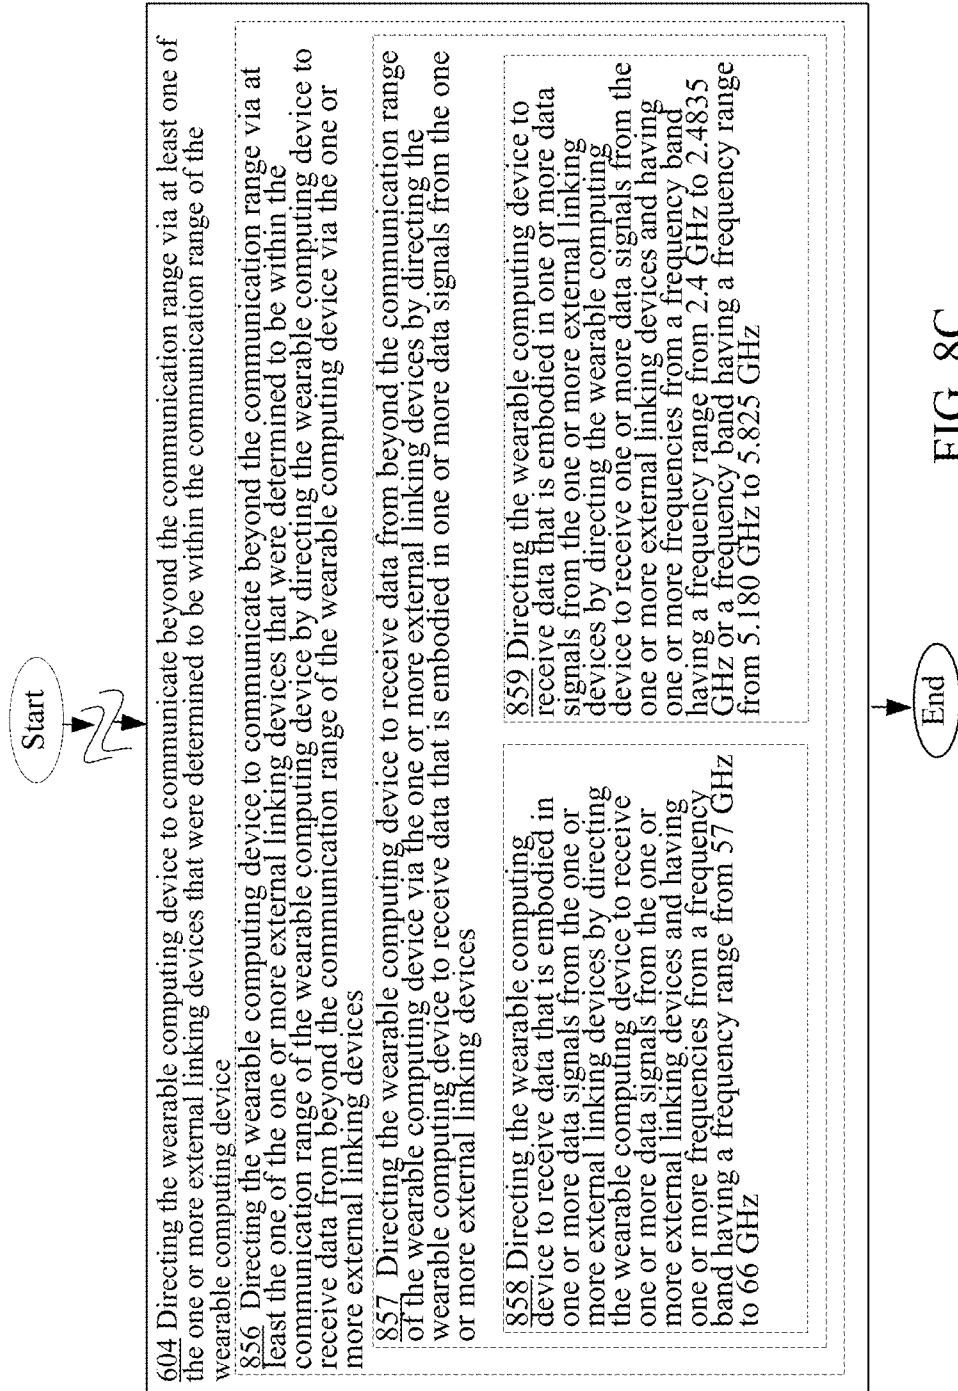 Start
604 Directing the wearable computing device to communicate beyond the communication range via at least one of
the one or more external linking devices that were determined to be within the communication range of the
wearable computing device
856 Directing the wearable computing device to communicate beyond the communication range via at
least the one of the one or more external linking devices that were determined to be within the
communication range of the wearable computing device by directing the wearable computing device to
receive data from beyond the communication range of the wearable computing device via the one or
more external linking devices
857 Directing the wearable computing device to receive data from beyond the communication range
of the wearable computing device via the one or more external linking devices by directing the
wearable computing device to receive data that is embodied in one or more data signals from the one
or more external linking devices
858 Directing the wearable computing
device to receive data that is embodied in
one or more data signals from the one or
more external linking devices by directing
the wearable computing device to receive
one or more data signals from the one or
more external linking devices and having
one or more frequencies from a frequency
band having a frequency range from 57 GHz
to 66 GHz
859 Directing the wearable computing device to
receive data that is embodied in one or more data
signals from the one or more external linking
devices by directing the wearable computing
device to receive one or more data signals from the
one or more external linking devices and having
one or more frequencies from a frequency band
having a frequency range from 2.4 GHz to 2.4835
GHz or a frequency band having a frequency range
from 5.180 GHz to 5.825 GHz
End
FIG. 8C